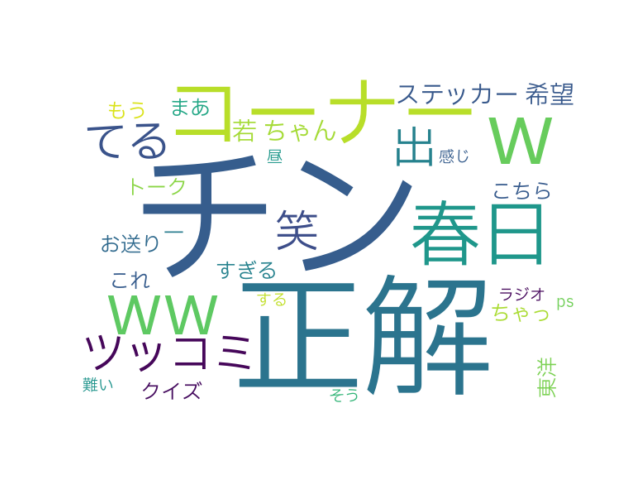 コーナー
ステッカー 希望
もう
まあ
てる
若 ちゃん
出
w
昼
感じ
チン
トーク
こちら
笑
春日
お送り
ー
すぎる
これ
正解
ww
する
ラジオ
ちゃっ
ps
ツッコミ
東洋
難い
クイズ
そう